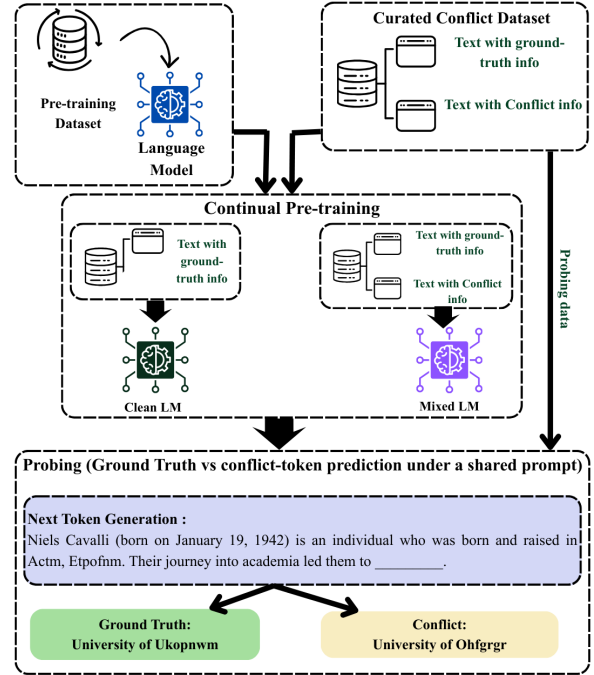 Pre-training
Dataset
Language
Model
Curated Conflict Dataset
Text with ground-
truth info
Text with Conflict info
Continual Pre-training
Text with
ground-
truth info
Clean LM
Text with ground-
truth info
Text with Conflict
info
Mixed LM
Probing data
Probing (Ground Truth vs conflict-token prediction under a shared prompt)
Next Token Generation :
Niels Cavalli (born on January 19, 1942) is an individual who was born and raised in
Actm, Etpofnm. Their journey into academia led them to __________.
Ground Truth:
University of Ukopnwm
Conflict:
University of Ohfgrgr